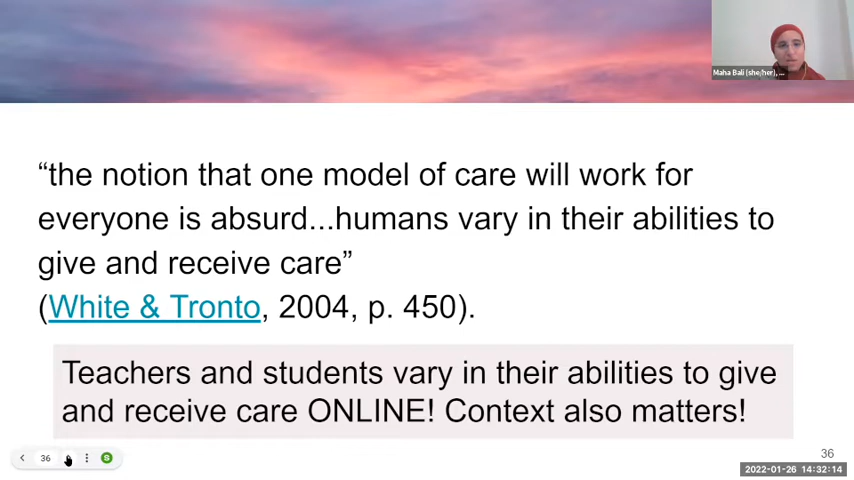 Maha Bali (she/her), ...
“the notion that one model of care will work for
everyone is absurd...humans vary in their abilities to
give and receive care”
(White & Tronto, 2004, p. 450).
Teachers and students vary in their abilities to give
and receive care ONLINE! Context also matters!
36
S
36
2022-01-26 14:32:14